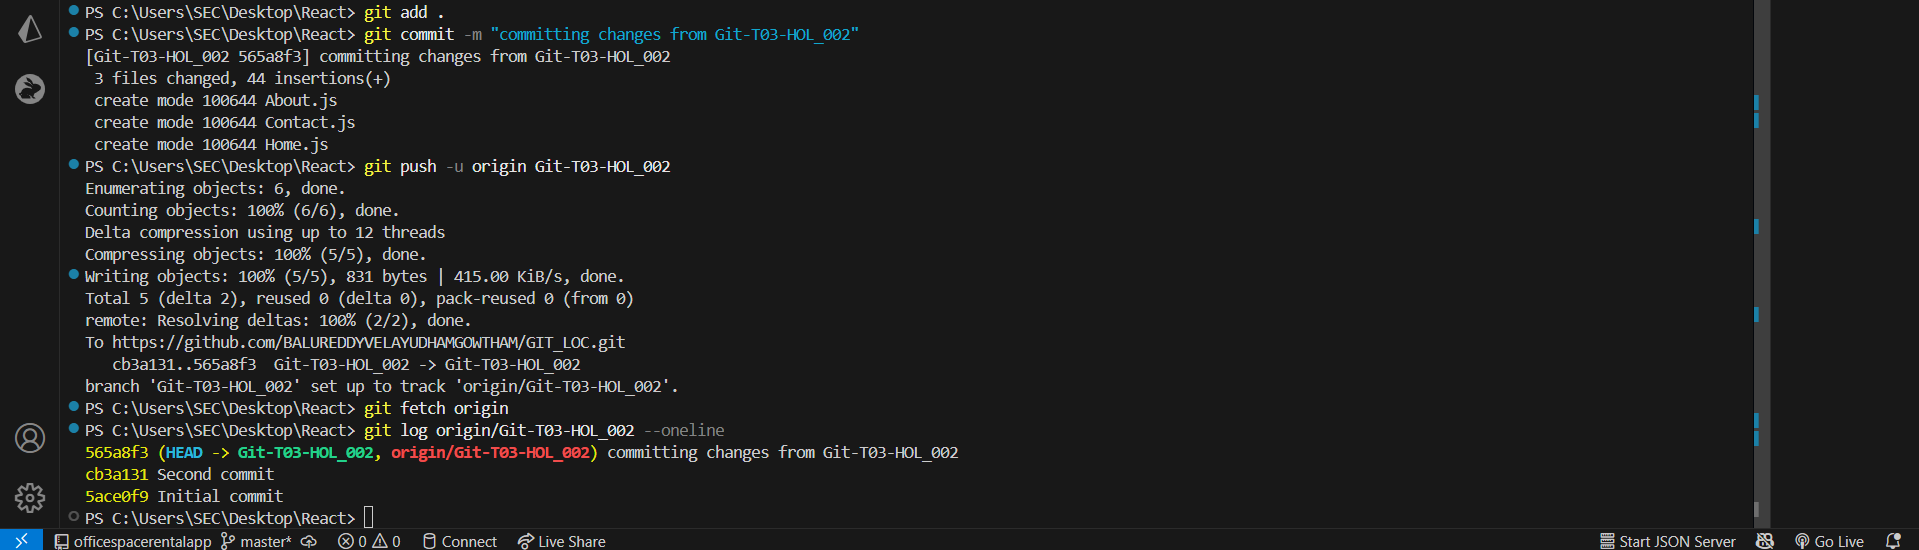 PS C:\Users\SEC\Desktop\React> git add .
PS C:\Users\SEC\Desktop\React> git commit -m "committing changes from Git-T03-HOL_002"
[Git-T03-HOL_002 565a8f3] committing changes from Git-T03-HOL_002
 3 files changed, 44 insertions(+)
 create mode 100644 About.js
 create mode 100644 Contact.js
 create mode 100644 Home.js
PS C:\Users\SEC\Desktop\React> git push -u origin Git-T03-HOL_002
Enumerating objects: 6, done.
Counting objects: 100% (6/6), done.
Delta compression using up to 12 threads
Compressing objects: 100% (5/5), done.
Writing objects: 100% (5/5), 831 bytes | 415.00 KiB/s, done.
Total 5 (delta 2), reused 0 (delta 0), pack-reused 0 (from 0)
remote: Resolving deltas: 100% (2/2), done.
To https://github.com/BALUREDDYVELAYUDHAMGOWTHAM/GIT_LOC.git
   cb3a131..565a8f3  Git-T03-HOL_002 -> Git-T03-HOL_002
branch 'Git-T03-HOL_002' set up to track 'origin/Git-T03-HOL_002'.
PS C:\Users\SEC\Desktop\React> git fetch origin
PS C:\Users\SEC\Desktop\React> git log origin/Git-T03-HOL_002 --oneline
565a8f3 (HEAD -> Git-T03-HOL_002, origin/Git-T03-HOL_002) committing changes from Git-T03-HOL_002
cb3a131 Second commit
5ace0f9 Initial commit
PS C:\Users\SEC\Desktop\React>
officespacerentalapp master* 0 0 Connect Live Share Start JSON Server Go Live